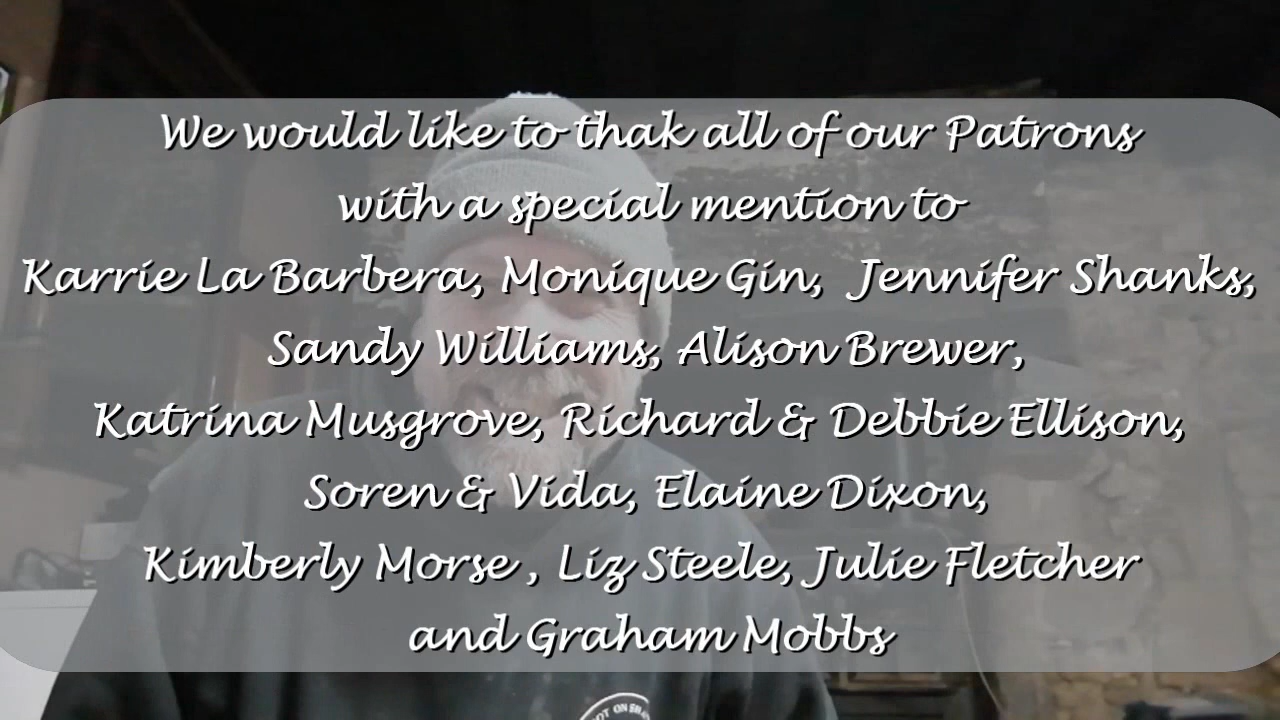 We would like to thak all of our Patrons
with a special mention to
Karrie La Barbera, Monique Gin, Jennifer Shanks,
Sandy Williams, Alison Brewer,
Katrina Musgrove, Richard & Debbie Ellison,
Soren & Vida, Elaine Dixon,
Kimberly Morse , Liz Steele, Julie Fletcher
and Graham Mobbs